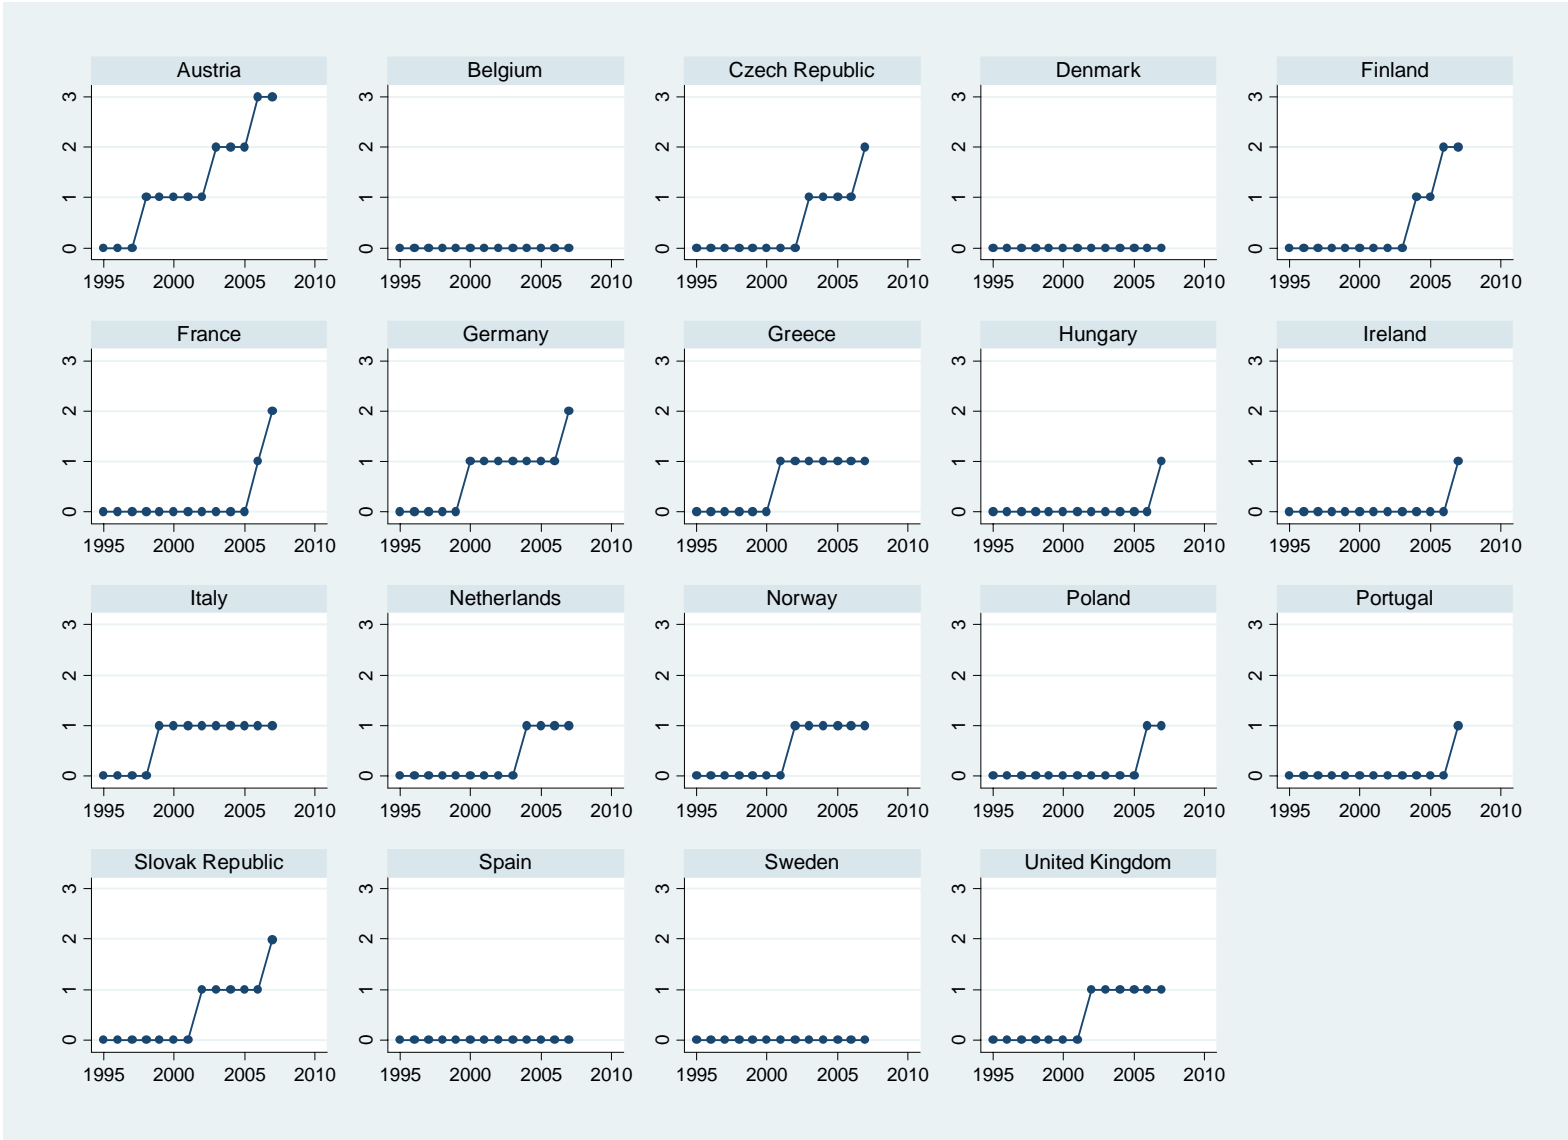 Austria Belgium Czech Republic Denmark Finland
3 3 3 3 3
2 2 2 2 2
1 1 1 1 1
0 0 0 0 0
1995 2000 2005 2010 1995 2000 2005 2010 1995 2000 2005 2010 1995 2000 2005 2010 1995 2000 2005 2010
France Germany Greece Hungary Ireland
3 3 3 3 3
2 2 2 2 2
1 1 1 1 1
0 0 0 0 0
1995 2000 2005 2010 1995 2000 2005 2010 1995 2000 2005 2010 1995 2000 2005 2010 1995 2000 2005 2010
Italy Netherlands Norway Poland Portugal
3 3 3 3 3
2 2 2 2 2
1 1 1 1 1
0 0 0 0 0
1995 2000 2005 2010 1995 2000 2005 2010 1995 2000 2005 2010 1995 2000 2005 2010 1995 2000 2005 2010
Slovak Republic Spain Sweden United Kingdom
3 3 3 3
2 2 2 2
1 1 1 1
0 0 0 0
1995 2000 2005 2010 1995 2000 2005 2010 1995 2000 2005 2010 1995 2000 2005 2010